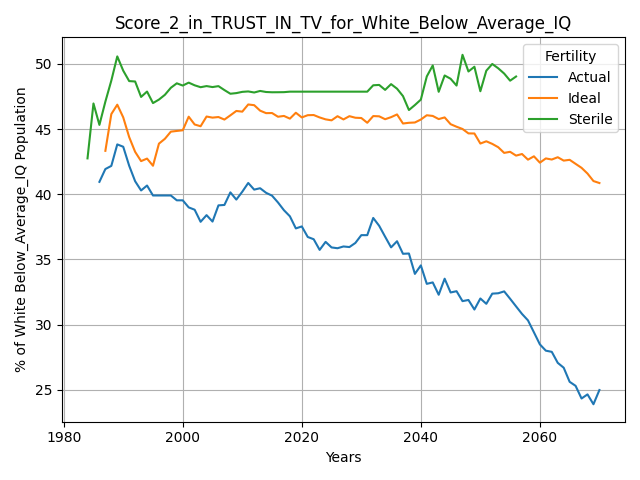 Score_2_in_TRUST_IN_TV_for_White_Below_Average_IQ
% of White Below_Average_IQ Population
50
45
40
35
30
25
Fertility
Actual
Ideal
Sterile
1980
2000
2020
2040
2060
Years